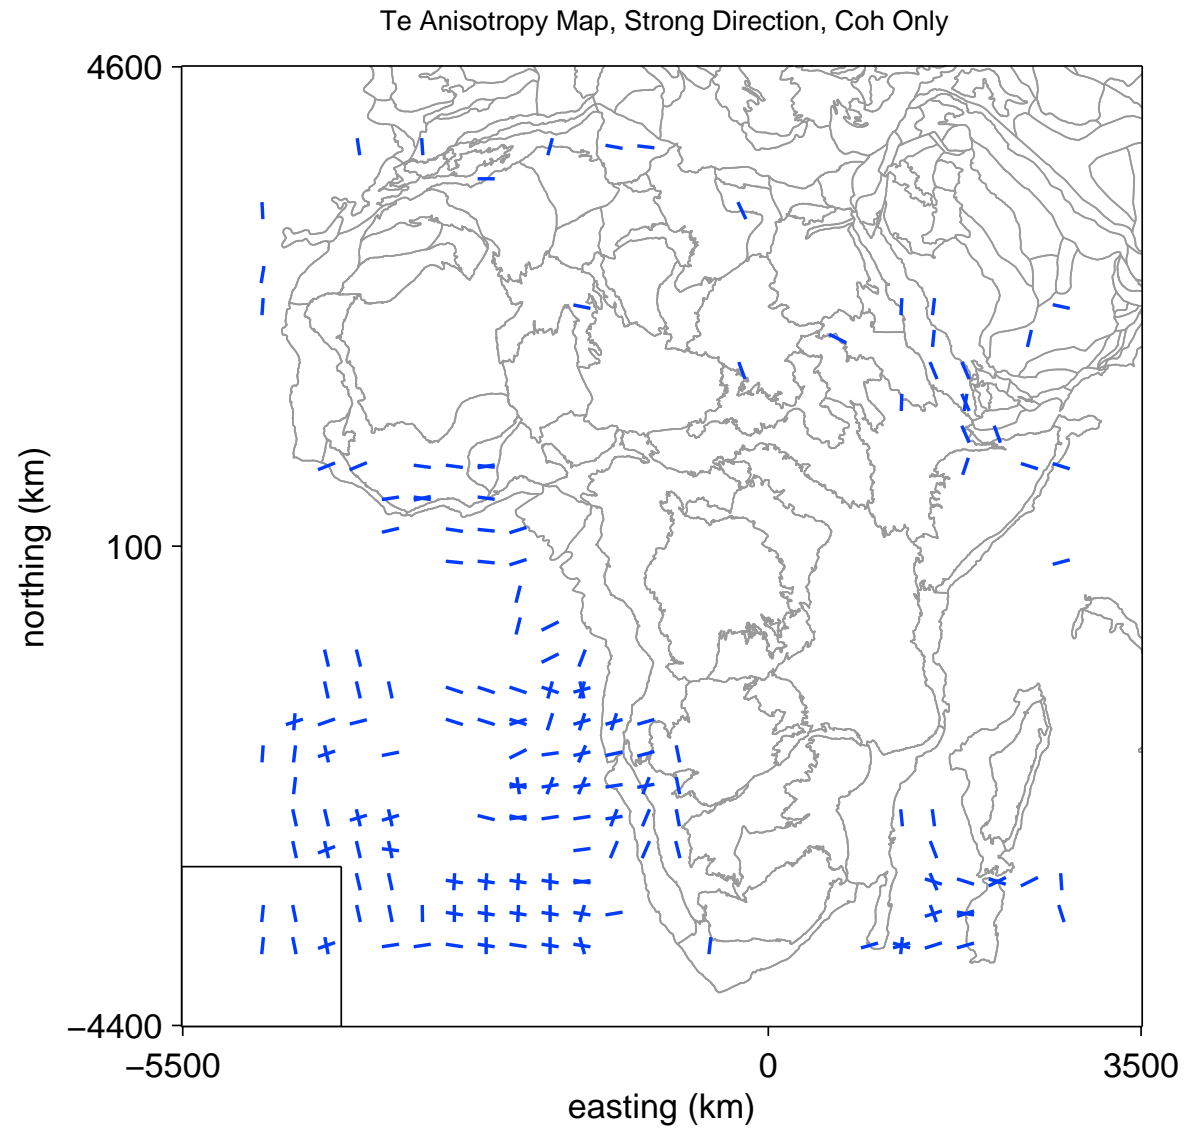 Te Anisotropy Map, Strong Direction, Coh Only
4600
100
−4400
northing (km)
−5500
0
3500
easting (km)